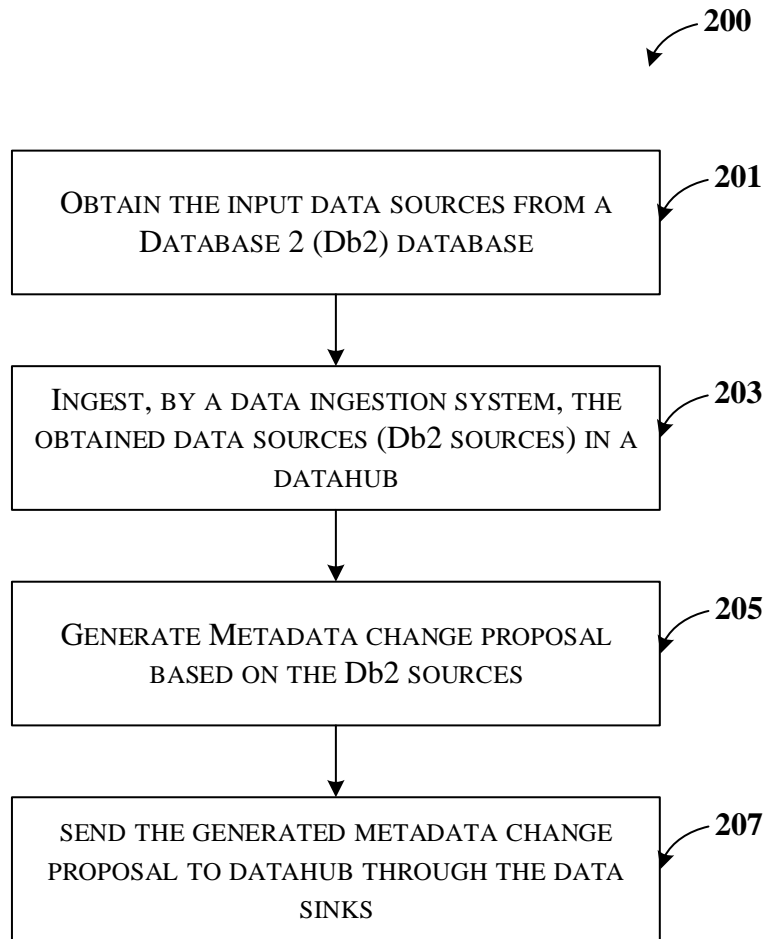 200
201
OBTAIN THE INPUT DATA SOURCES FROM A
DATABASE 2 (Db2) DATABASE
203
INGEST, BY A DATA INGESTION SYSTEM, THE
OBTAINED DATA SOURCES (Db2 SOURCES) IN A
DATAHUB
205
GENERATE METADATA CHANGE PROPOSAL
BASED ON THE Db2 SOURCES
207
SEND THE GENERATED METADATA CHANGE
PROPOSAL TO DATAHUB THROUGH THE DATA
SINKS